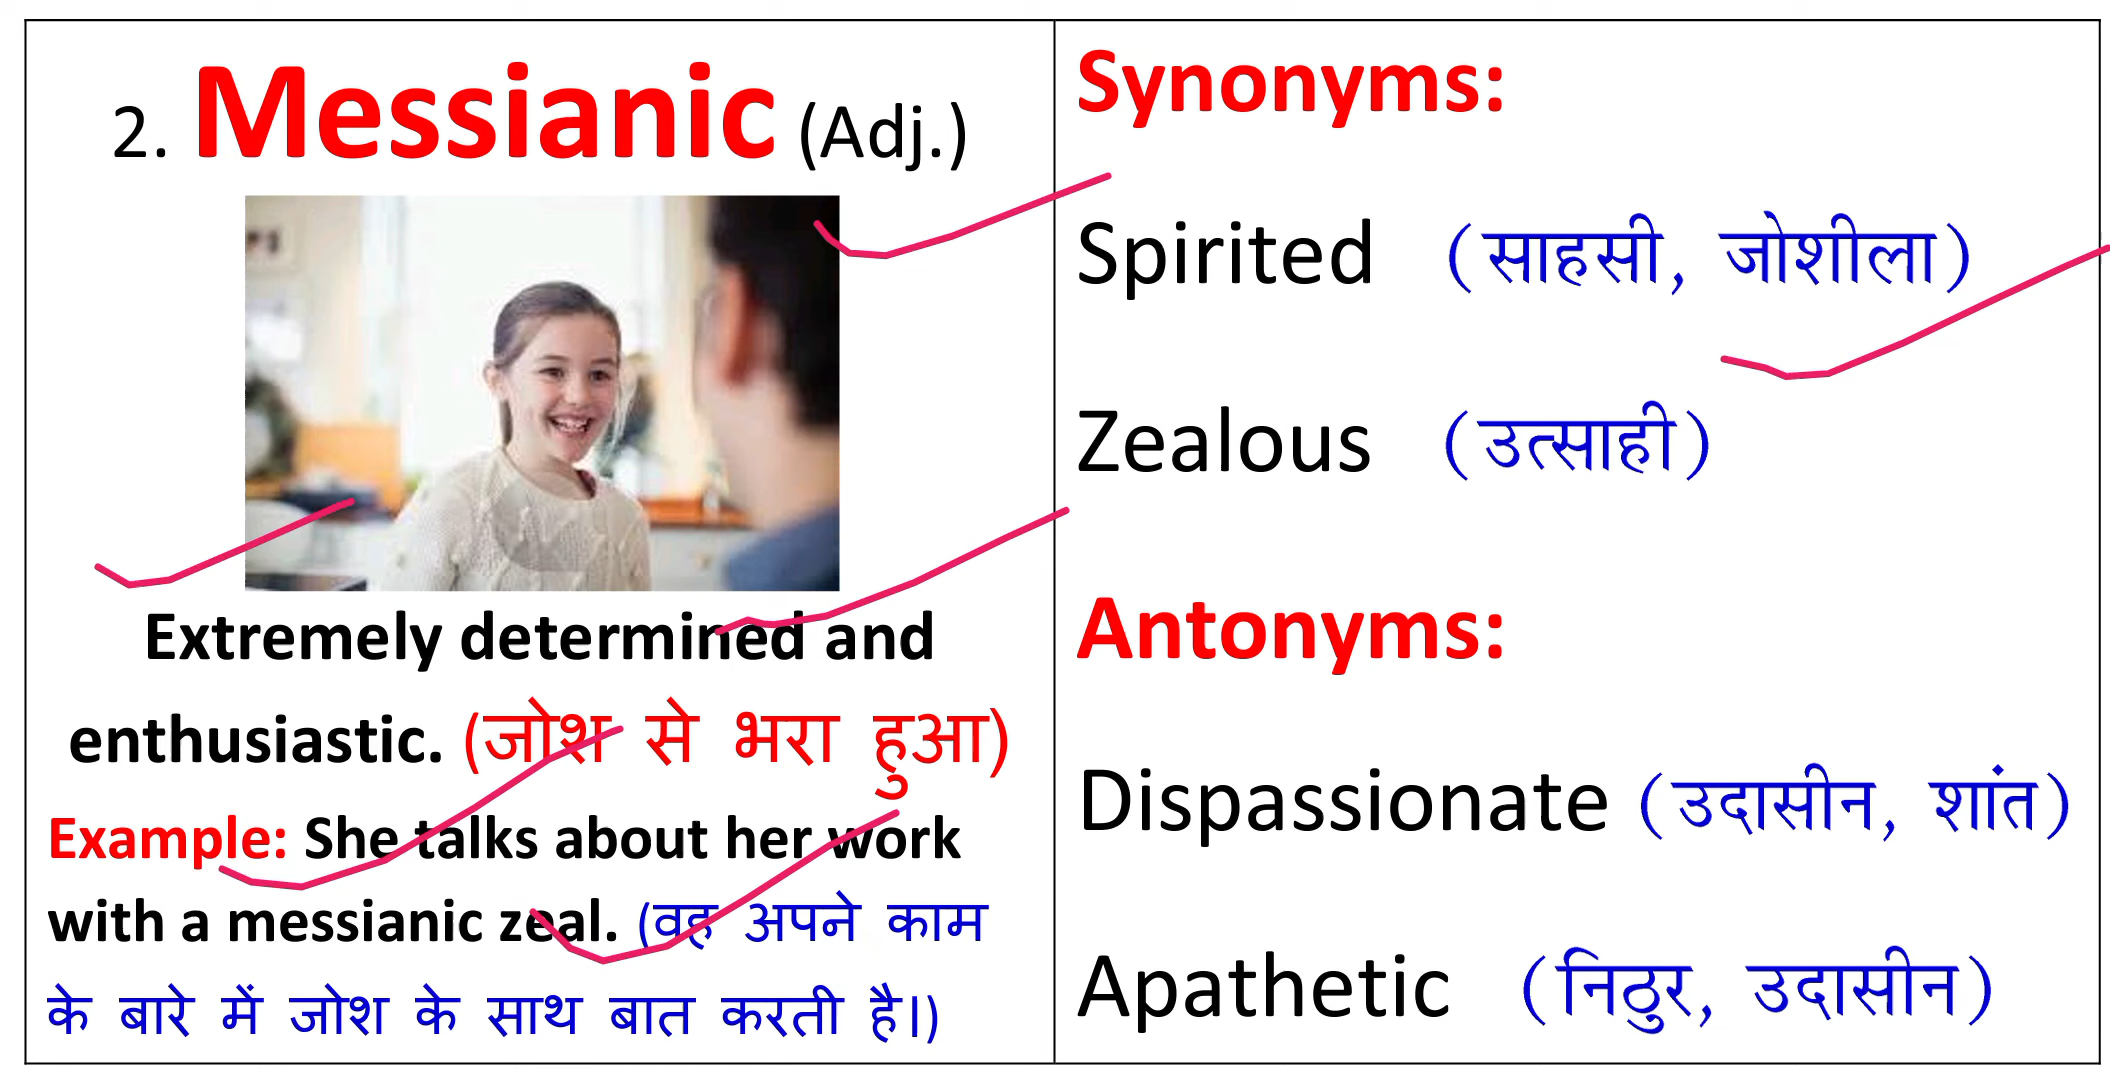 2. Messianic (Adj.)
Extremely determined and
enthusiastic. (जोश से भरा हुआ)
Example: She talks about her work
with a messianic zeal. (वह अपने काम
के बारे में जोश के साथ बात करती है।)
Synonyms:
Spirited (साहसी, जोशीला)
Zealous (उत्साही)
Antonyms:
Dispassionate (उदासीन, शांत)
Apathetic (निठुर, उदासीन)